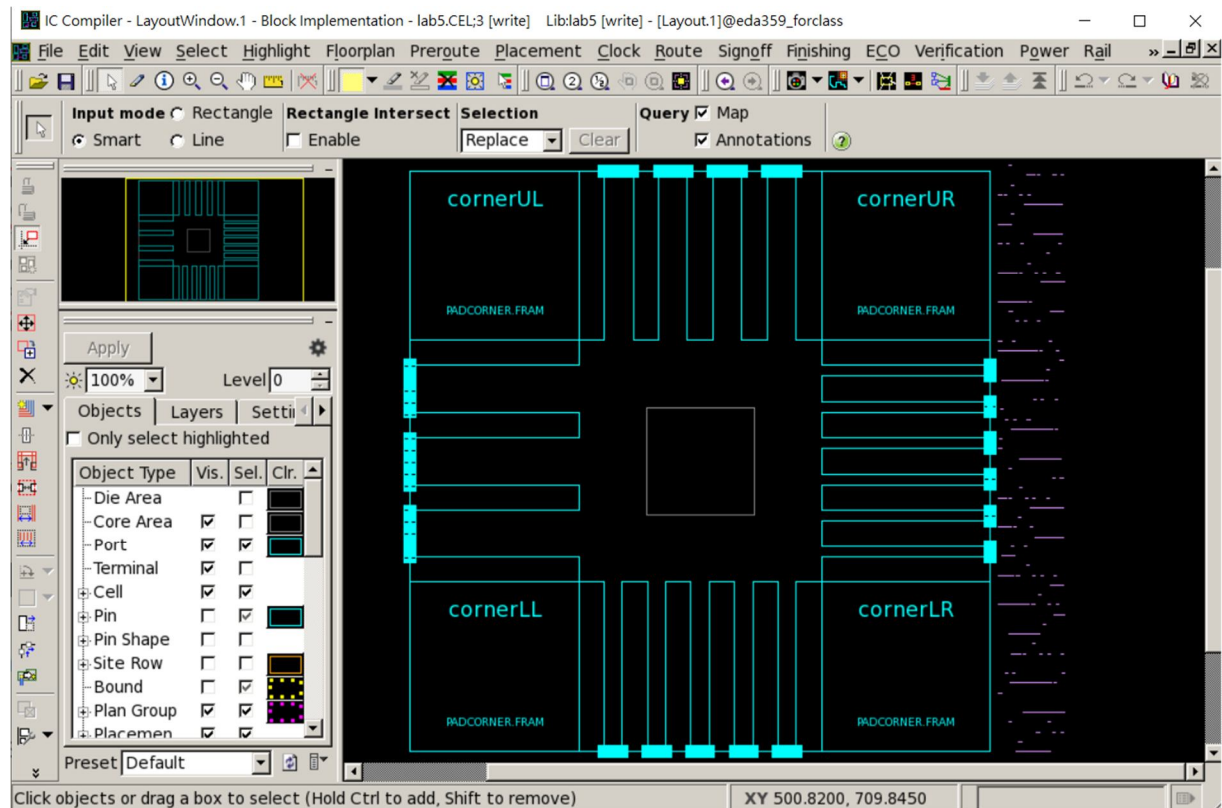 IC Compiler - LayoutWindow.1 - Block Implementation - lab5.CEL;3 [write]    Lib:lab5 [write] - [Layout.1]@eda359_forclass
File Edit View Select Highlight Floorplan Preroute Placement Clock Route Signoff Finishing ECO Verification Power Rail »
Input mode Rectangle Rectangle Intersect Selection Query Map
Smart Line Enable Replace Clear Annotations
cornerUL cornerUR
PADCORNER.FRAM PADCORNER.FRAM
Apply
100% Level 0
Objects Layers Settin
Only select highlighted
Object Type Vis. Sel. Clr.
Die Area
Core Area
Port
Terminal
Cell
Pin
Pin Shape
Site Row
Bound
Plan Group
Placemen
cornerLL cornerLR
PADCORNER.FRAM PADCORNER.FRAM
Preset Default
Click objects or drag a box to select (Hold Ctrl to add, Shift to remove) XY 500.8200, 709.8450